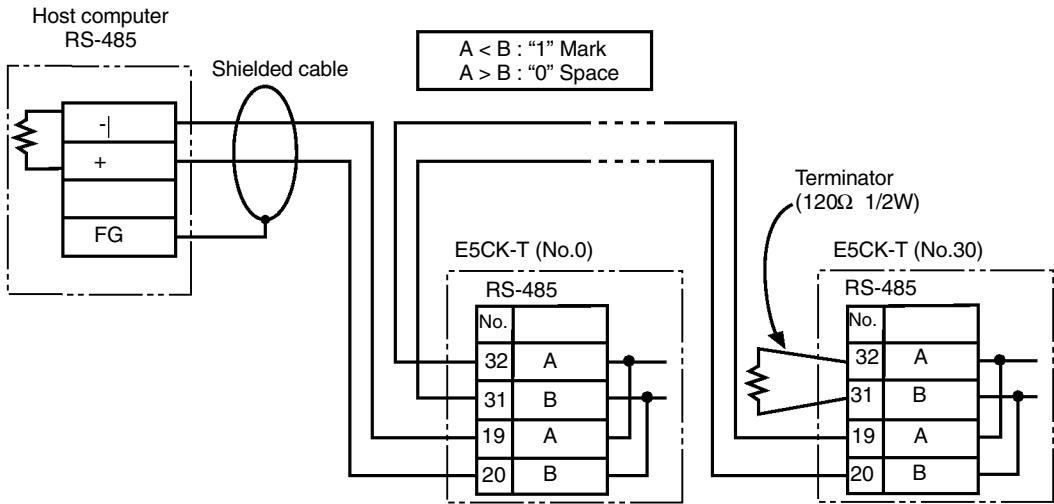 Host computer
RS-485
A < B : “1” Mark
A > B : “0” Space
Shielded cable
-|
+
FG
Terminator
(120Ω 1/2W)
E5CK-T (No.0)
RS-485
No.
32 A
31 B
19 A
20 B
E5CK-T (No.30)
RS-485
No.
32 A
31 B
19 A
20 B